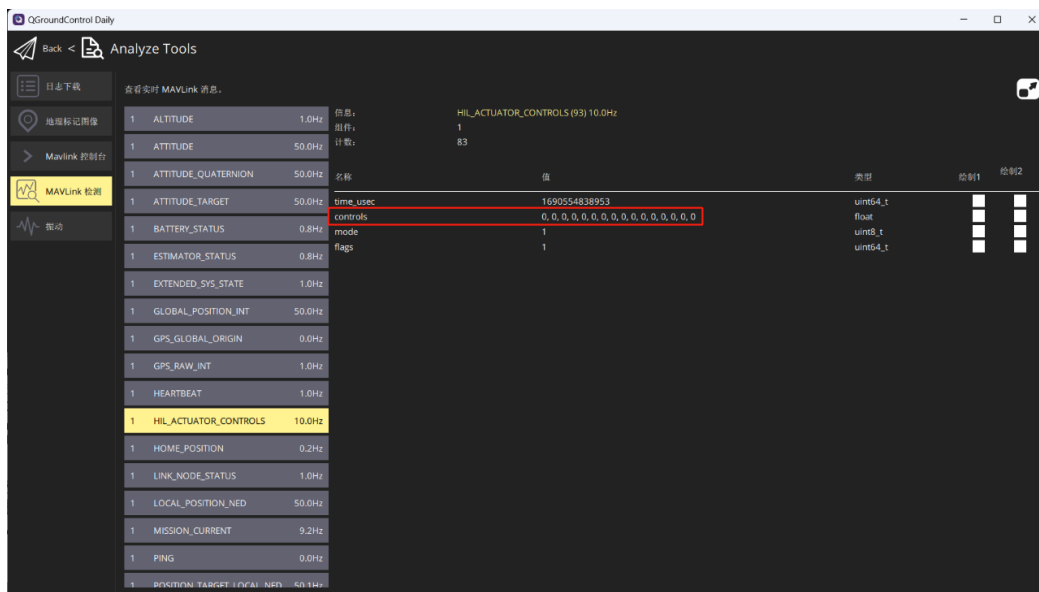 QGroundControl Daily
Back < Analyze Tools
日志下载
地理标记图像
Mavlink 控制台
MAVLink 检测
振动
查看实时 MAVLink 消息。
1 ALTITUDE 1.0Hz
1 ATTITUDE 50.0Hz
1 ATTITUDE_QUATERNION 50.0Hz
1 ATTITUDE_TARGET 50.0Hz
1 BATTERY_STATUS 0.8Hz
1 ESTIMATOR_STATUS 0.8Hz
1 EXTENDED_SYS_STATE 1.0Hz
1 GLOBAL_POSITION_INT 50.0Hz
1 GPS_GLOBAL_ORIGIN 0.0Hz
1 GPS_RAW_INT 1.0Hz
1 HEARTBEAT 1.0Hz
1 HIL_ACTUATOR_CONTROLS 10.0Hz
1 HOME_POSITION 0.2Hz
1 LINK_NODE_STATUS 1.0Hz
1 LOCAL_POSITION_NED 50.0Hz
1 MISSION_CURRENT 9.2Hz
1 PING 0.0Hz
1 POSITION_TARGET_LOCAL_NED 50.1Hz
信息: HIL_ACTUATOR_CONTROLS (93) 10.0Hz
组件: 1
计数: 83
名称 值 类型 绘制1 绘制2
time_usec 1690554838953 uint64_t
controls 0, 0, 0, 0, 0, 0, 0, 0, 0, 0, 0, 0, 0, 0, 0, 0 float
mode 1 uint8_t
flags 1 uint64_t